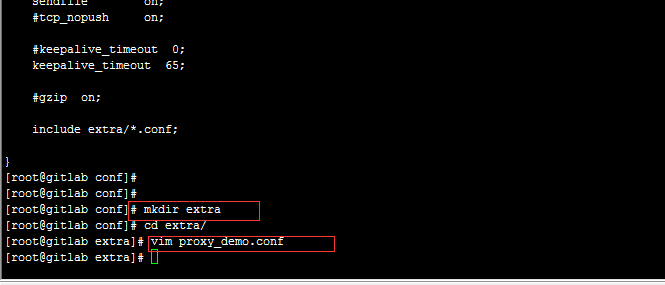 sendfile        on;
#tcp_nopush     on;
#keepalive_timeout  0;
keepalive_timeout  65;
#gzip  on;
include extra/*.conf;
}
[root@gitlab conf]#
[root@gitlab conf]#
[root@gitlab conf]# mkdir extra
[root@gitlab conf]# cd extra/
[root@gitlab extra]# vim proxy_demo.conf
[root@gitlab extra]#